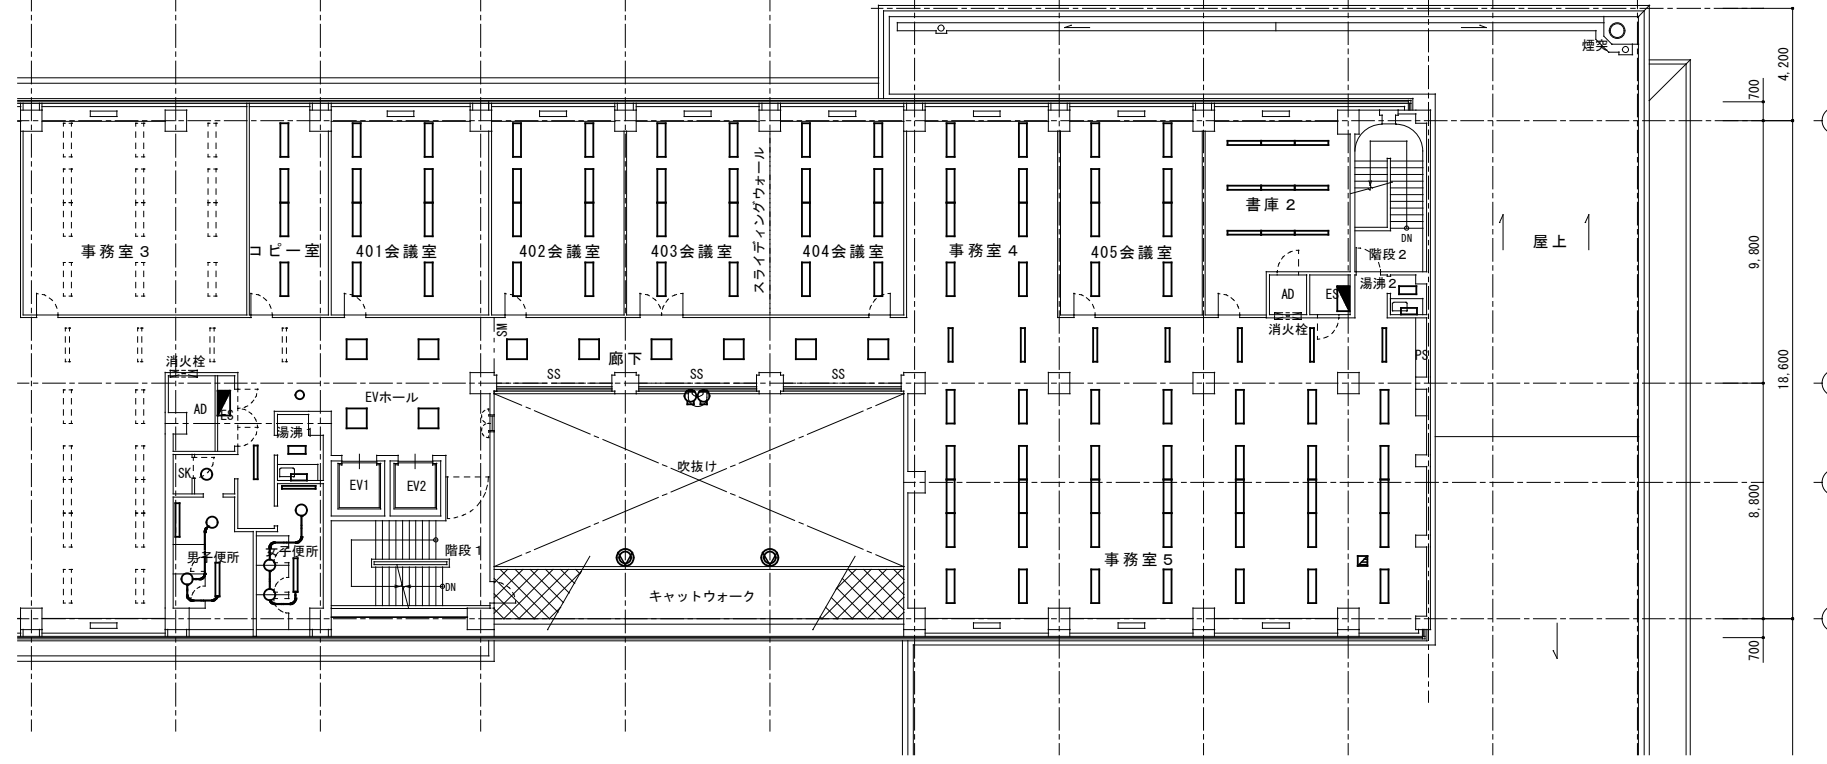 煙突
4,200
700
スライディングウォール
書庫2
DN
事務室3
コピー室
401会議室
402会議室
403会議室
404会議室
事務室4
405会議室
階段2
屋上
9,800
湯沸2
AD
ES
消火栓
SM
廊下
PS
消火栓
SS
SS
SS
18,600
EVホール
AD
ES
湯沸1
SK
EV1
EV2
吹抜け
8,800
男子便所
女子便所
階段1
事務室5
DN
キャットウォーク
700